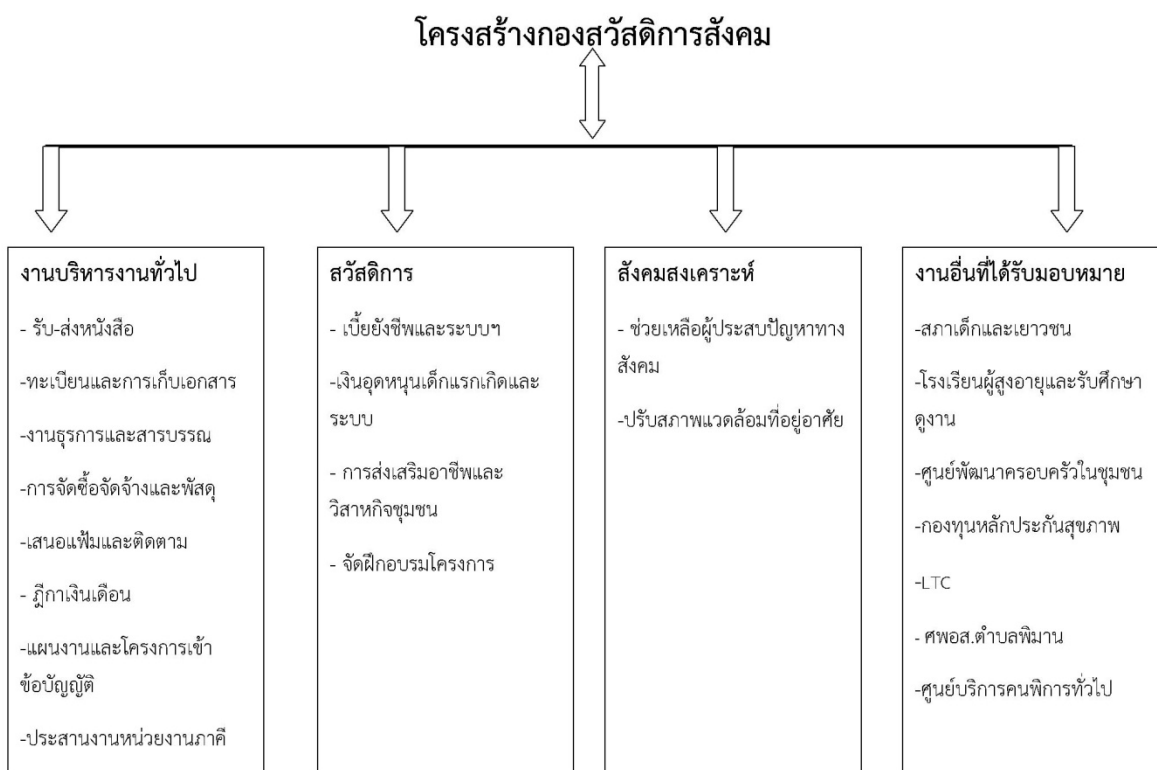 โครงสร้างกองสวัสดิการสังคม
งานบริหารงานทั่วไป
- รับ-ส่งหนังสือ
-ทะเบียนและการเก็บเอกสาร
-งานธุรการและสารบรรณ
-การจัดซื้อจัดจ้างและพัสดุ
-เสนอแฟ้มและติดตาม
- ฎีกาเงินเดือน
-แผนงานและโครงการเข้า
ข้อบัญญัติ
-ประสานงานหน่วยงานภาคี
สวัสดิการ
- เบี้ยยังชีพและระบบฯ
-เงินอุดหนุนเด็กแรกเกิดและ
ระบบ
- การส่งเสริมอาชีพและ
วิสาหกิจชุมชน
- จัดฝึกอบรมโครงการ
สังคมสงเคราะห์
- ช่วยเหลือผู้ประสบปัญหาทาง
สังคม
-ปรับสภาพแวดล้อมที่อยู่อาศัย
งานอื่นที่ได้รับมอบหมาย
-สภาเด็กและเยาวชน
-โรงเรียนผู้สูงอายุและรับศึกษา
ดูงาน
-ศูนย์พัฒนาครอบครัวในชุมชน
-กองทุนหลักประกันสุขภาพ
-LTC
- ศพอส.ตำบลพิมาน
-ศูนย์บริการคนพิการทั่วไป